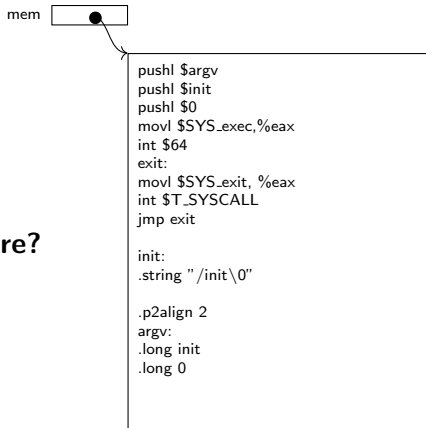 mem
pushl $argv
pushl $init
pushl $0
movl $SYS_exec,%eax
int $64
exit:
movl $SYS_exit, %eax
int $T_SYSCALL
jmp exit
re?
init:
.string "/init\0"
.p2align 2
argv:
.long init
.long 0